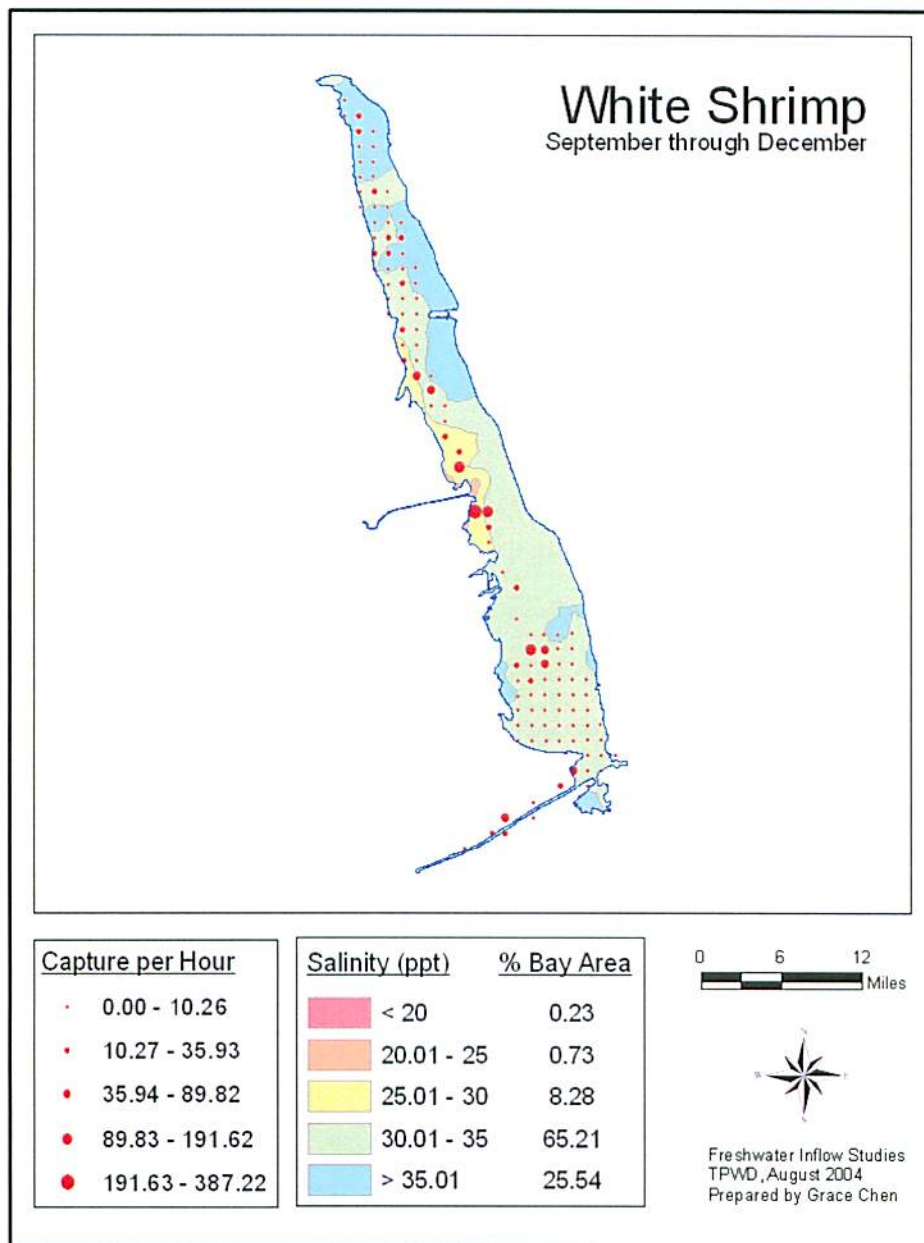 White Shrimp
September through December
Capture per Hour
0.00 - 10.26
10.27 - 35.93
35.94 - 89.82
89.83 - 191.62
191.63 - 387.22
Salinity (ppt) % Bay Area
< 20 0.23
20.01 - 25 0.73
25.01 - 30 8.28
30.01 - 35 65.21
> 35.01 25.54
0 6 12
Miles
Freshwater Inflow Studies
TPWD, August 2004
Prepared by Grace Chen